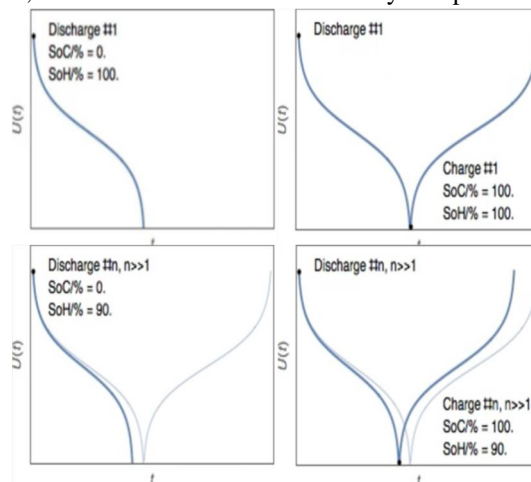 Discharge #1
SoC/% = 0.
SoH/% = 100.
U(t)
t
Discharge #1
Charge #1
SoC/% = 100.
SoH/% = 100.
U(t)
t
Discharge #n, n>>1
SoC/% = 0.
SoH/% = 90.
U(t)
t
Discharge #n, n>>1
Charge #n, n>>1
SoC/% = 100.
SoH/% = 90.
U(t)
t